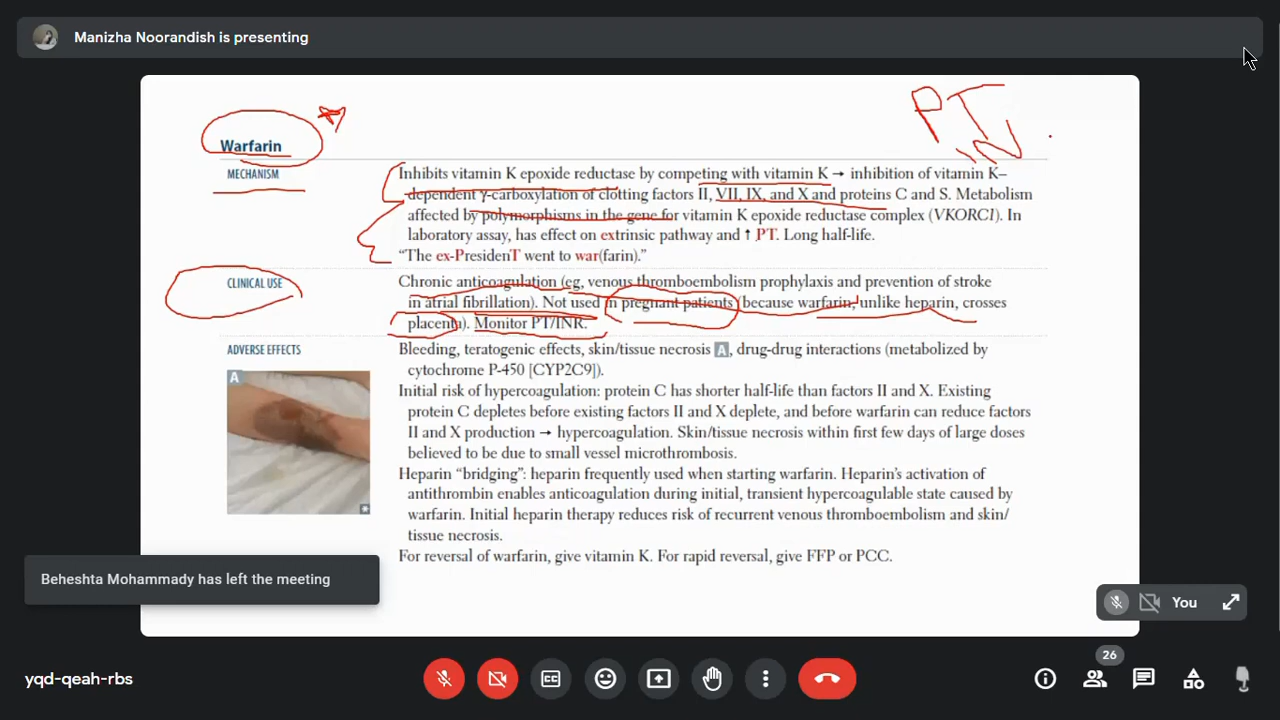 Manizha Noorandish is presenting
PT
IN
Warfarin
MECHANISM
Inhibits vitamin K epoxide reductase by competing with vitamin K → inhibition of vitamin K–
dependent γ-carboxylation of clotting factors II, VII, IX, and X and proteins C and S. Metabolism
affected by polymorphisms in the gene for vitamin K epoxide reductase complex (VKORC1). In
laboratory assay, has effect on extrinsic pathway and ↑ PT. Long half-life.
“The ex-PresidenT went to war(farin).”
CLINICAL USE
Chronic anticoagulation (eg, venous thromboembolism prophylaxis and prevention of stroke
in atrial fibrillation). Not used in pregnant patients (because warfarin, unlike heparin, crosses
placenta). Monitor PT/INR.
ADVERSE EFFECTS
A
Bleeding, teratogenic effects, skin/tissue necrosis A, drug-drug interactions (metabolized by
cytochrome P-450 [CYP2C9]).
Initial risk of hypercoagulation: protein C has shorter half-life than factors II and X. Existing
protein C depletes before existing factors II and X deplete, and before warfarin can reduce factors
II and X production → hypercoagulation. Skin/tissue necrosis within first few days of large doses
believed to be due to small vessel microthrombosis.
Heparin “bridging”: heparin frequently used when starting warfarin. Heparin’s activation of
antithrombin enables anticoagulation during initial, transient hypercoagulable state caused by
warfarin. Initial heparin therapy reduces risk of recurrent venous thromboembolism and skin/
tissue necrosis.
For reversal of warfarin, give vitamin K. For rapid reversal, give FFP or PCC.
Beheshta Mohammady has left the meeting
You
yqd-qeah-rbs
CC
26